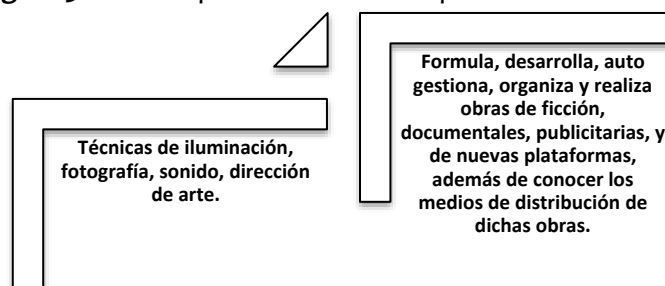 Formula, desarrolla, auto
gestiona, organiza y realiza
obras de ficción,
documentales, publicitarias, y
de nuevas plataformas,
además de conocer los
medios de distribución de
dichas obras.
Técnicas de iluminación,
fotografía, sonido, dirección
de arte.